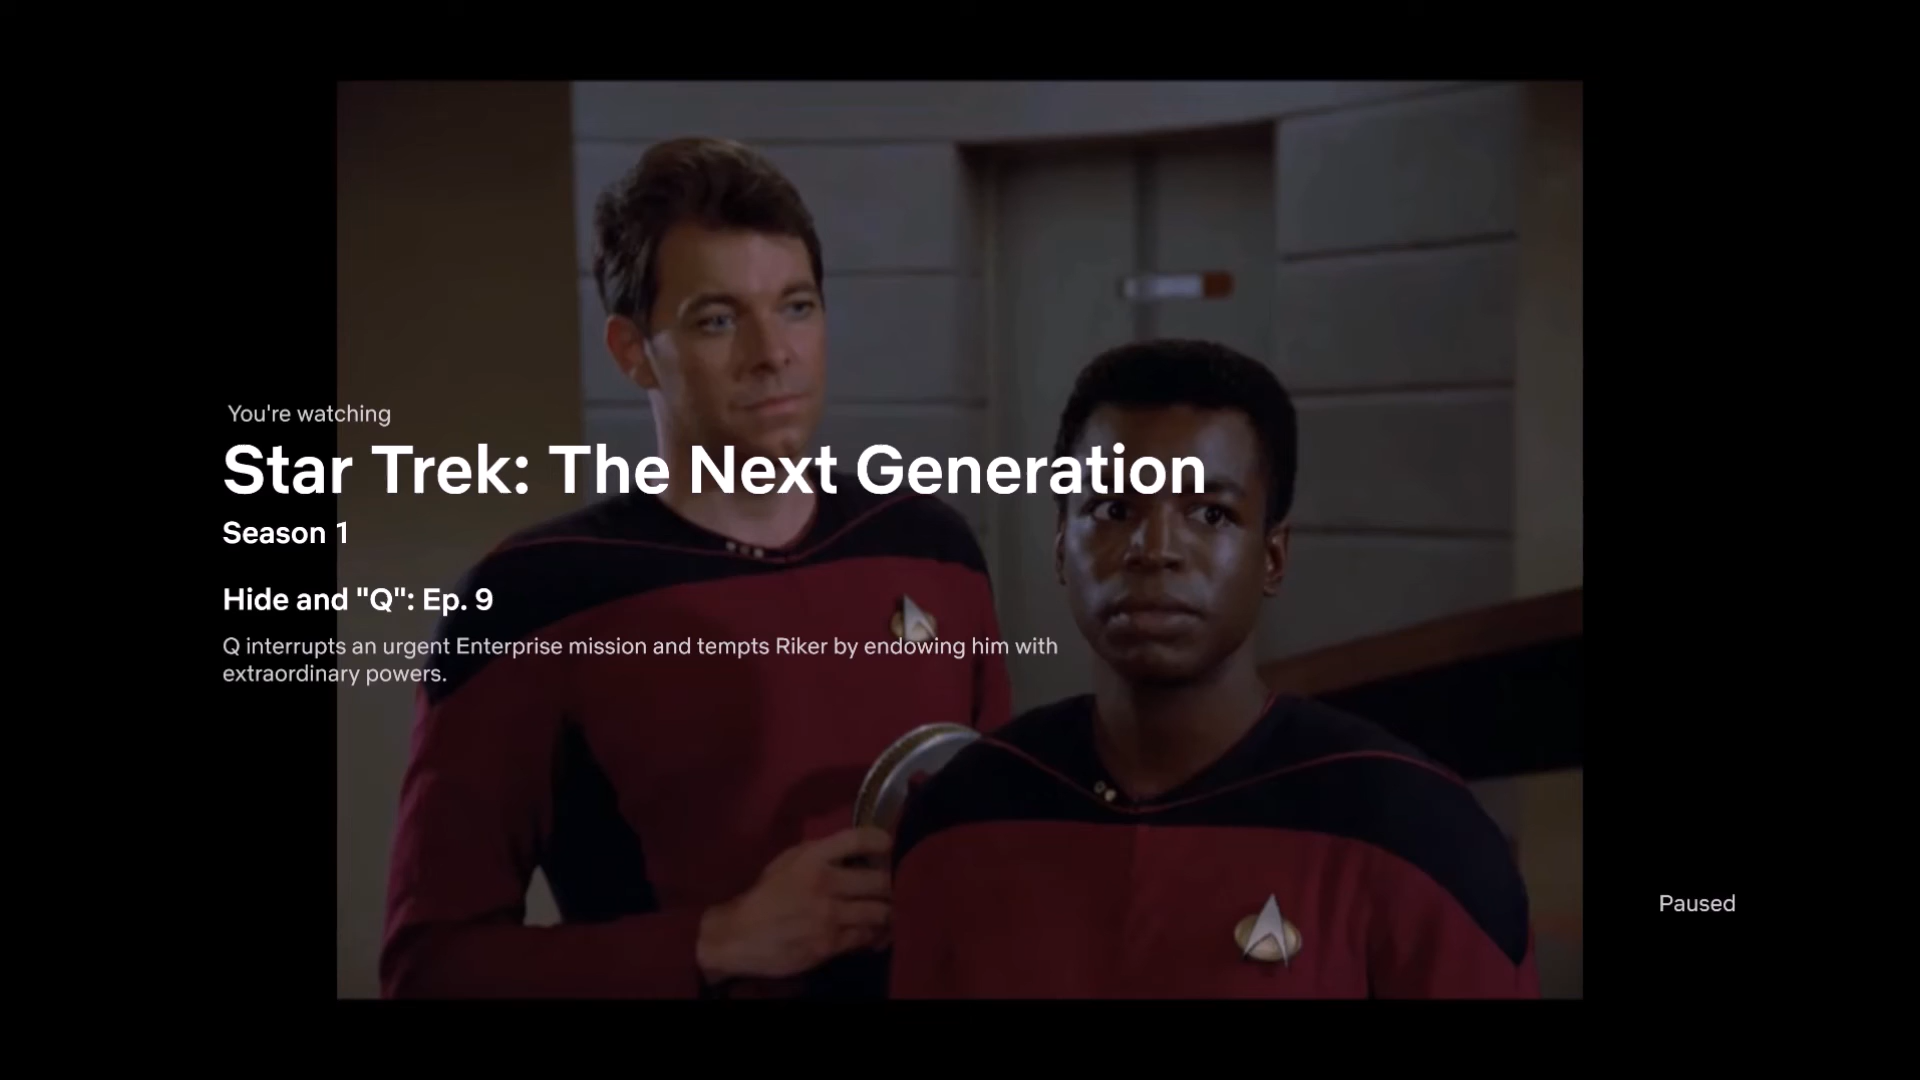 You're watching
Star Trek: The Next Generation
Season 1
Hide and "Q": Ep. 9
Q interrupts an urgent Enterprise mission and tempts Riker by endowing him with
extraordinary powers.
Paused